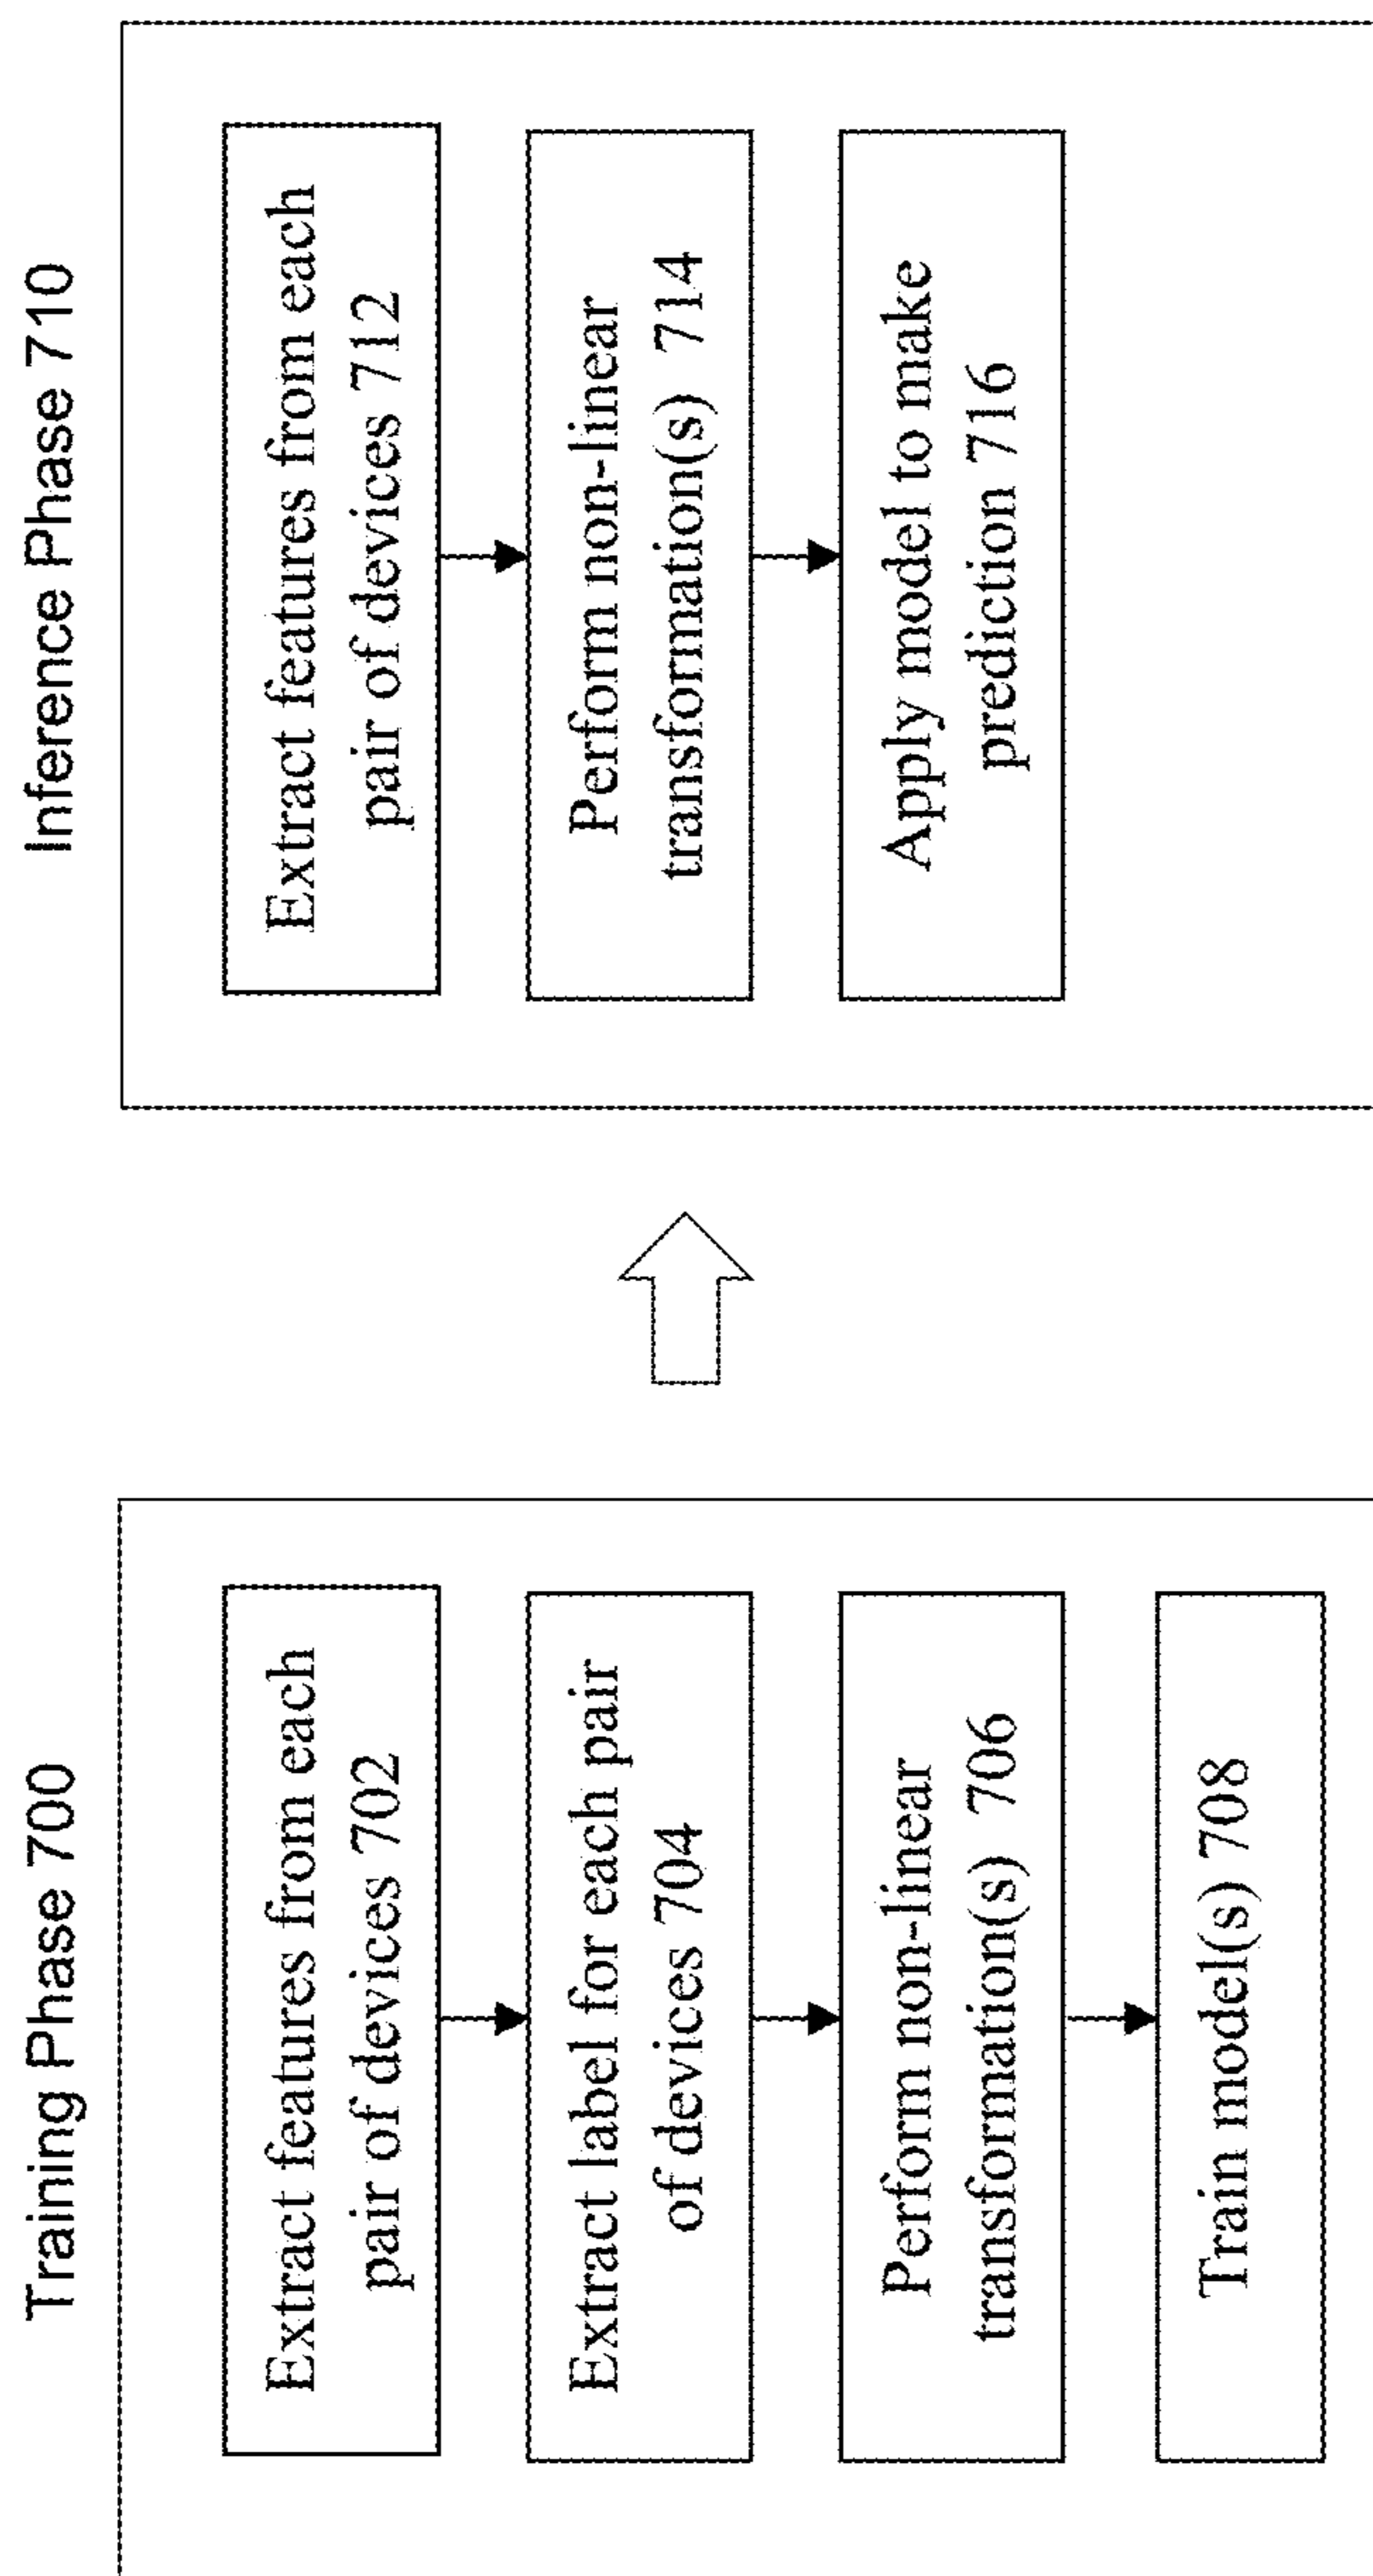 Training Phase 700
Extract features from each
pair of devices 702
Extract label for each pair
of devices 704
Perform non-linear
transformation(s) 706
Train model(s) 708
Inference Phase 710
Extract features from each
pair of devices 712
Perform non-linear
transformation(s) 714
Apply model to make
prediction 716